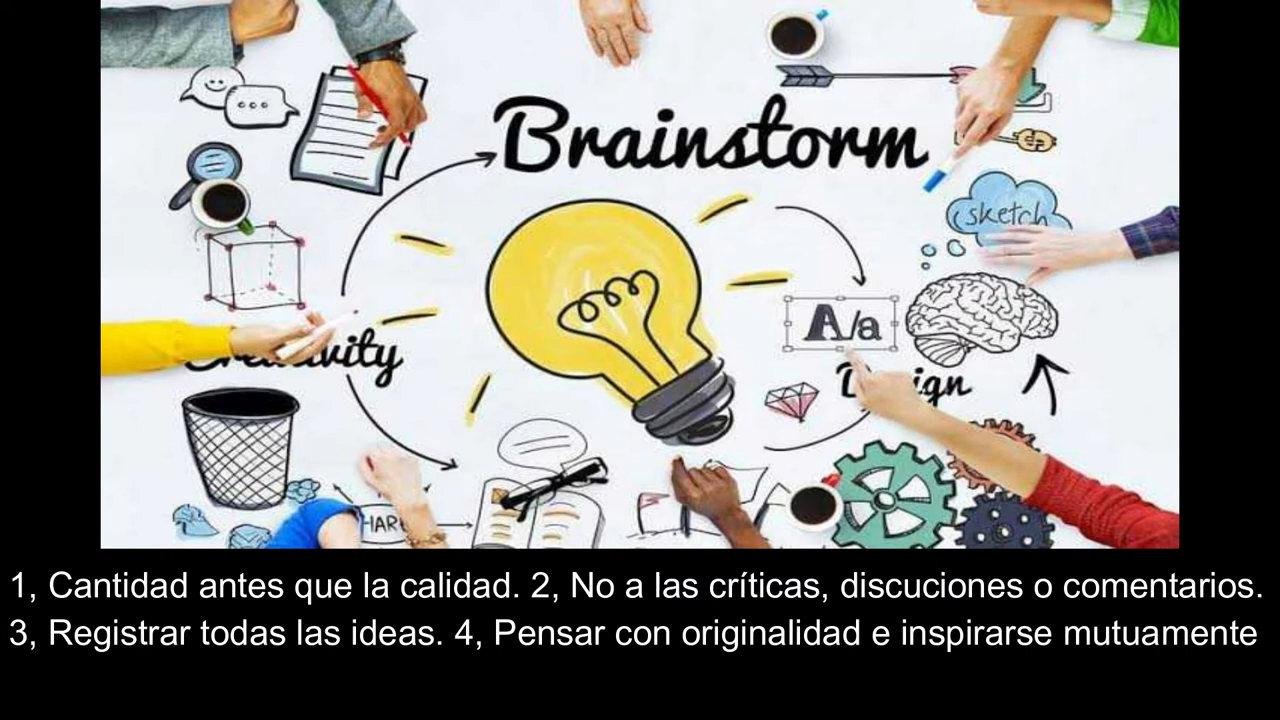 Brainstorm
sketch
A/a
1, Cantidad antes que la calidad. 2, No a las críticas, discuciones o comentarios.
3, Registrar todas las ideas. 4, Pensar con originalidad e inspirarse mutuamente